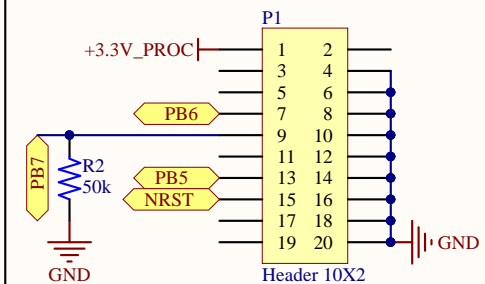 P1
+3.3V_PROC 1 2
3 4
5 6
PB6 7 8
9 10
11 12
PB7 R2
50k PB5 13 14
NRST 15 16
17 18
19 20 GND
GND Header 10X2